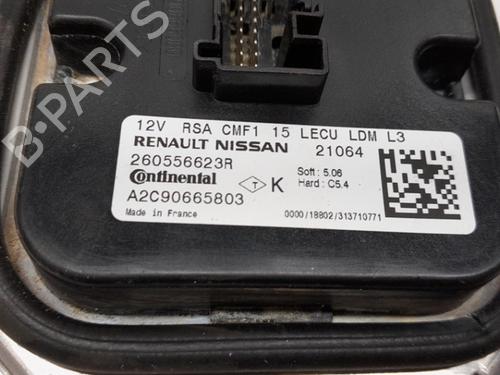 B-PARTS
12V RSA CMF1 15 LECU LDM L3
RENAULT NISSAN 21064
260556623R
Soft : 5.06
Continental T K Hard : C5.4
A2C90665803
Made in France 0000/18802/313710771